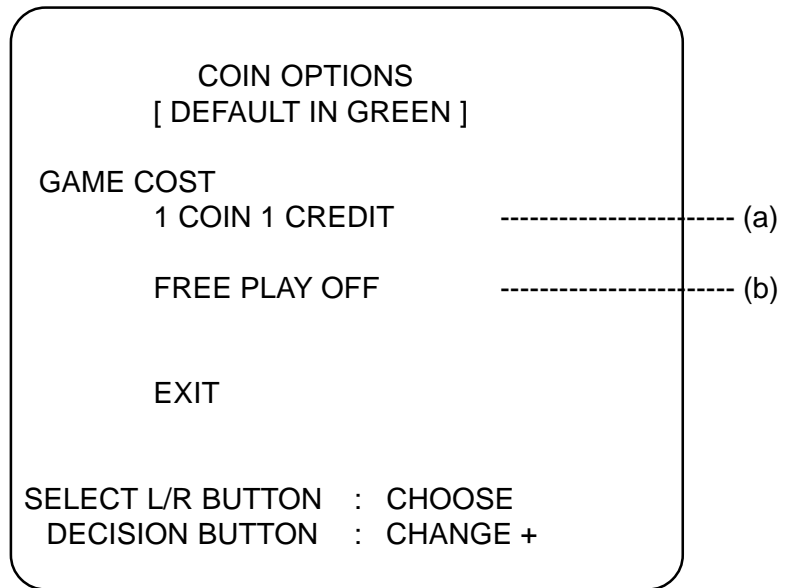 COIN OPTIONS
[ DEFAULT IN GREEN ]
GAME COST
1 COIN 1 CREDIT ------------------------ (a)
FREE PLAY OFF ------------------------ (b)
EXIT
SELECT L/R BUTTON : CHOOSE
DECISION BUTTON : CHANGE +